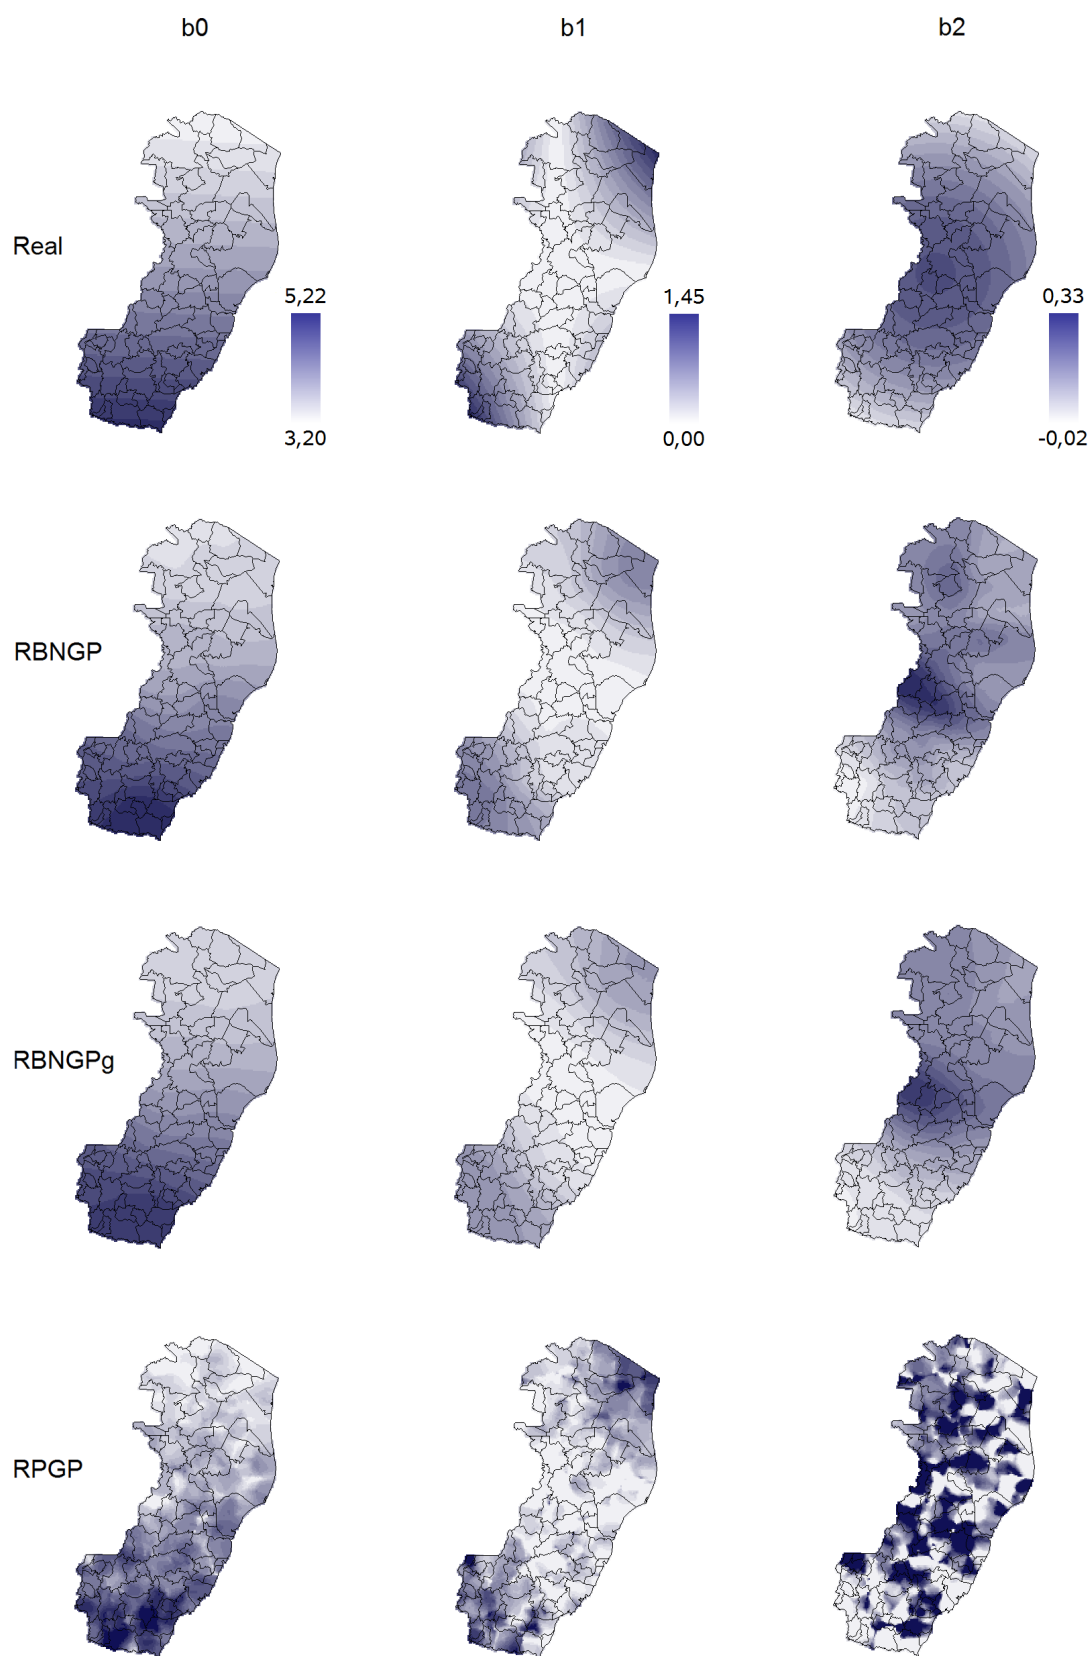 b0 b1 b2
Real
5,22 1,45 0,33
3,20 0,00 -0,02
RBNGP
RBNGPg
RPGP